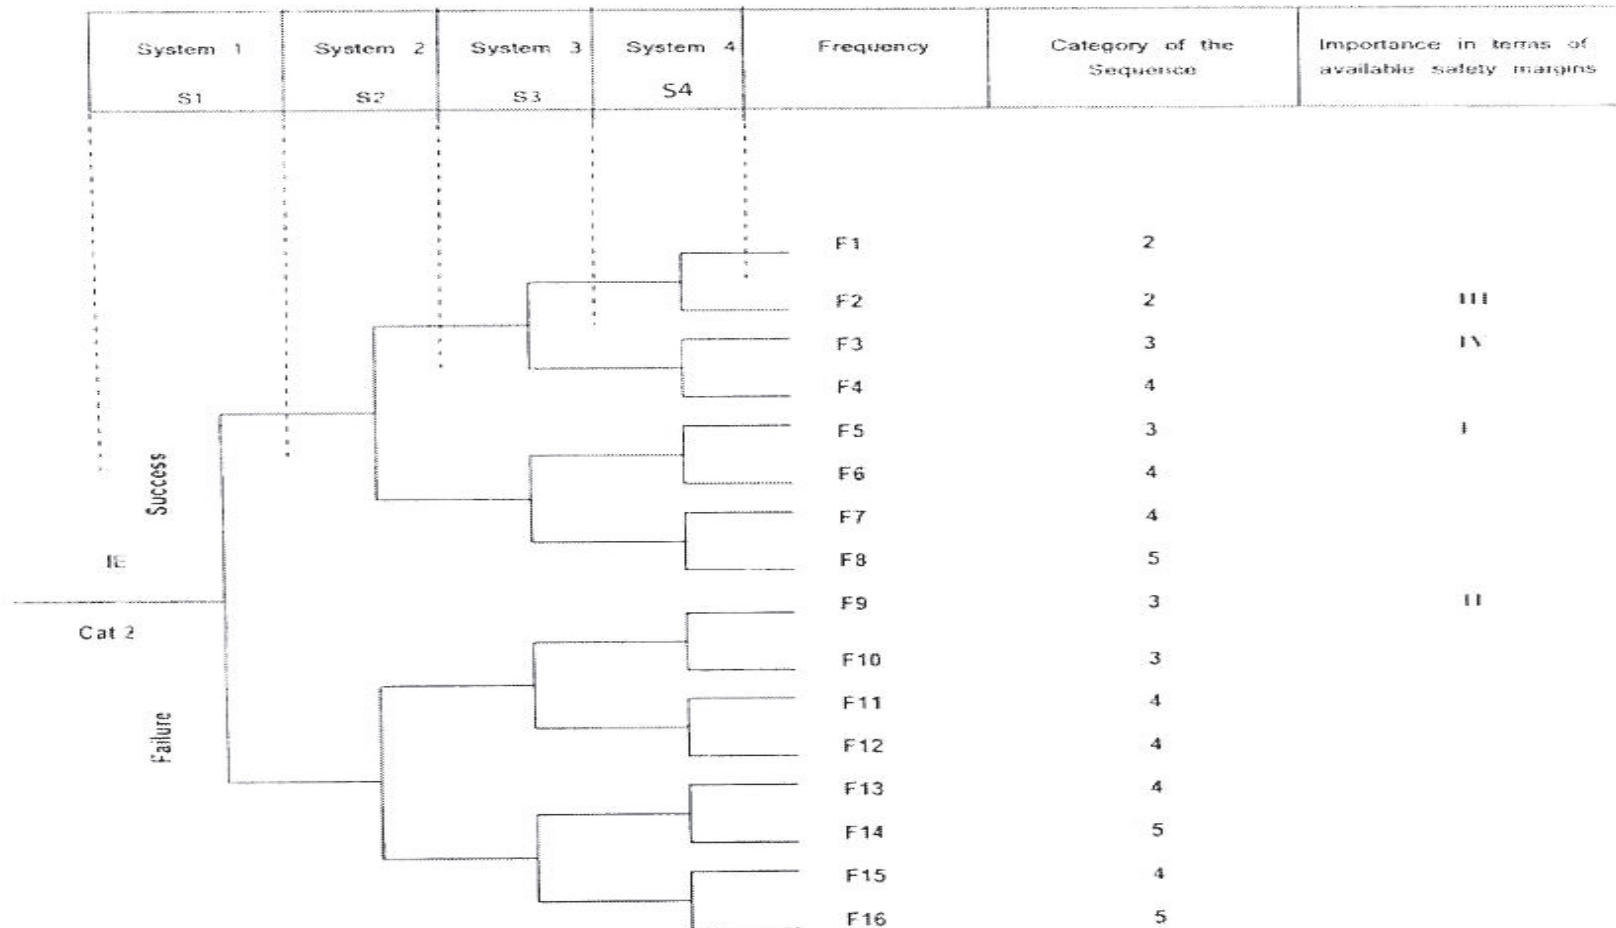 System 1 System 2 System 3 System 4 Frequency Category of the Importance in terms of
Sequence available safety margins
S1 S2 S3 S4
F1 2
F2 2 III
F3 3 IV
F4 4
F5 3 I
F6 4
Success
F7 4
F8 5
IE
F9 3 II
Cat 2
F10 3
F11 4
Failure
F12 4
F13 4
F14 5
F15 4
F16 5